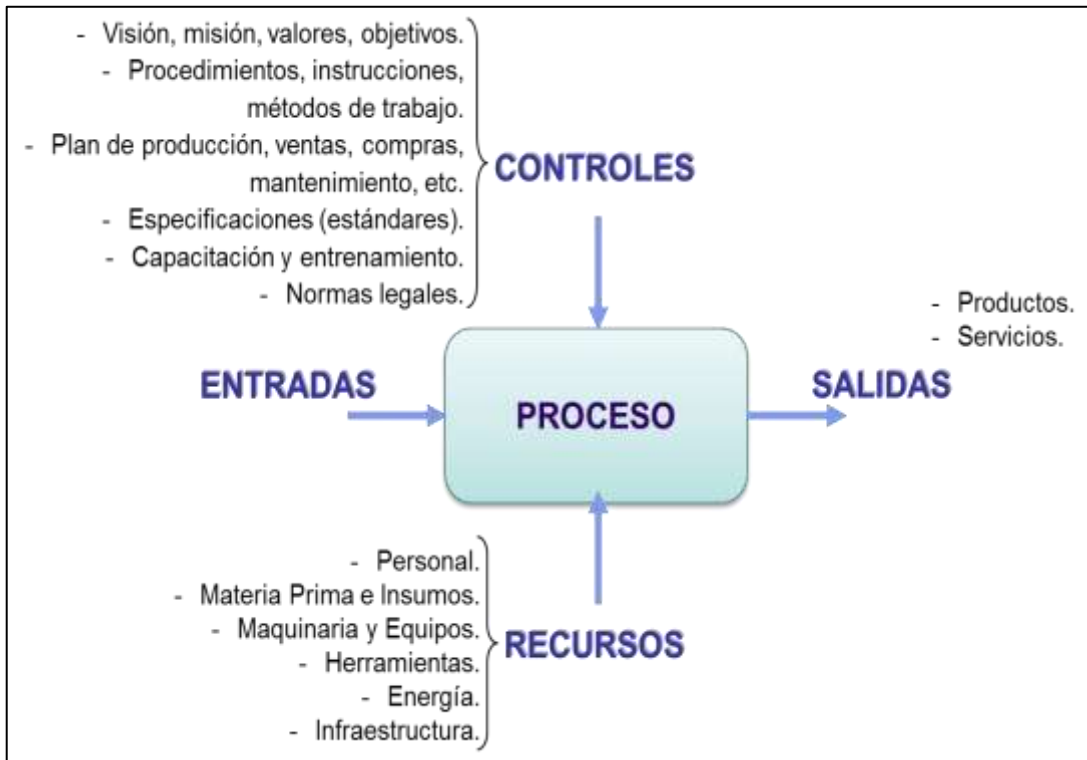 - Visión, misión, valores, objetivos.
- Procedimientos, instrucciones,
métodos de trabajo.
- Plan de producción, ventas, compras,
mantenimiento, etc.
- Especificaciones (estándares).
- Capacitación y entrenamiento.
- Normas legales.
CONTROLES
- Productos.
- Servicios.
ENTRADAS
PROCESO
SALIDAS
- Personal.
- Materia Prima e Insumos.
- Maquinaria y Equipos.
- Herramientas.
- Energía.
- Infraestructura.
RECURSOS